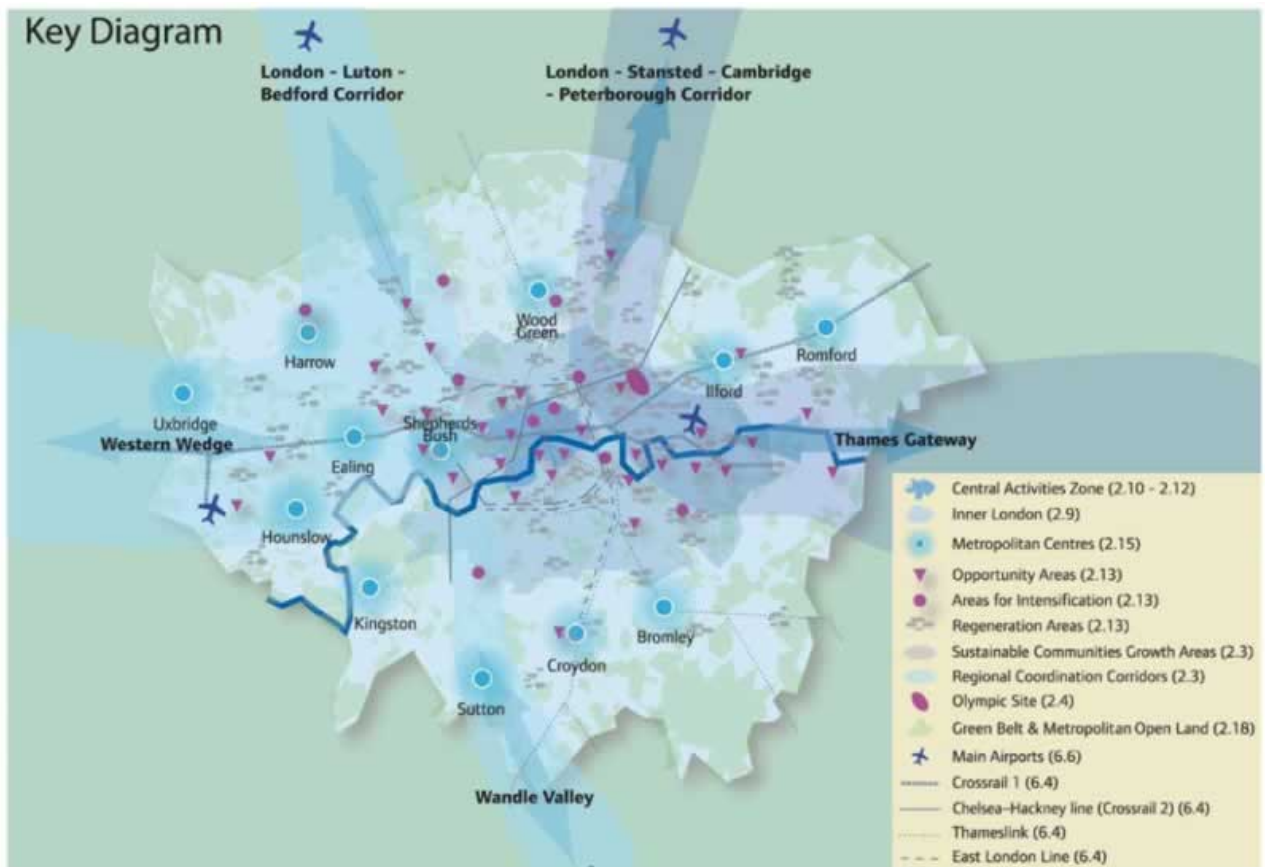 Key Diagram
London - Luton -
Bedford Corridor
London - Stansted - Cambridge
- Peterborough Corridor
Wood
Green
Harrow
Romford
Ilford
Uxbridge
Shepherds
Bush
Western Wedge
Thames Gateway
Ealing
Hounslow
Kingston
Bromley
Croydon
Sutton
Wandle Valley
Central Activities Zone (2.10 - 2.12)
Inner London (2.9)
Metropolitan Centres (2.15)
Opportunity Areas (2.13)
Areas for Intensification (2.13)
Regeneration Areas (2.13)
Sustainable Communities Growth Areas (2.3)
Regional Coordination Corridors (2.3)
Olympic Site (2.4)
Green Belt & Metropolitan Open Land (2.18)
Main Airports (6.6)
Crossrail 1 (6.4)
Chelsea–Hackney line (Crossrail 2) (6.4)
Thameslink (6.4)
East London Line (6.4)